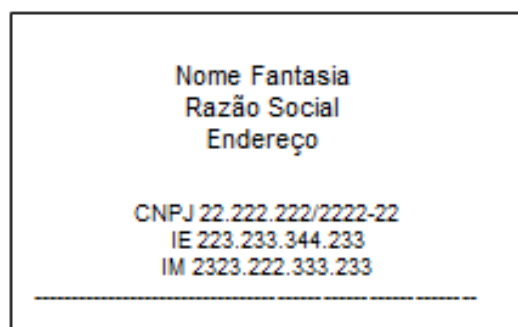 Nome Fantasia
Razão Social
Endereço
CNPJ 22.222.222/2222-22
IE 223.233.344.233
IM 2323.222.333.233
------------------------------------------------------------